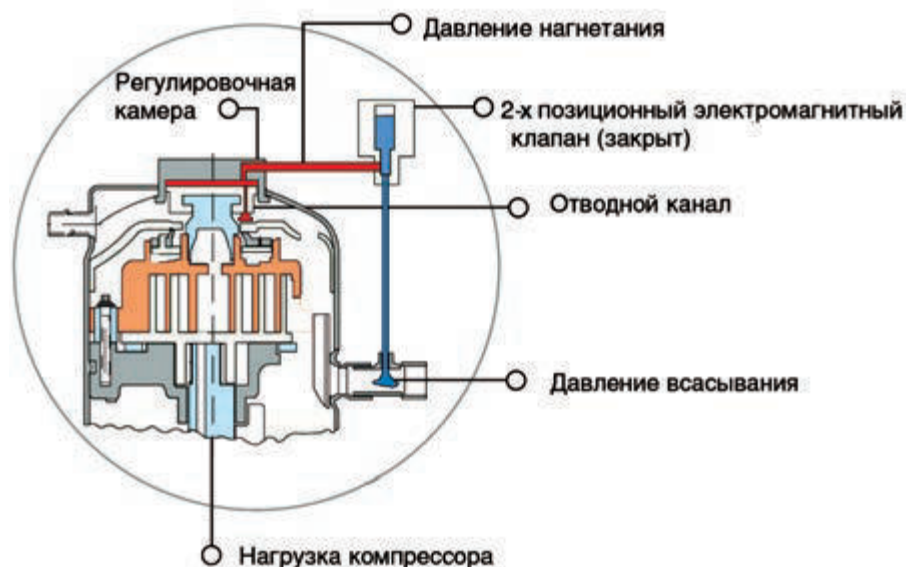 Давление нагнетания
Регулировочная
камера
2-х позиционный электромагнитный
клапан (закрыт)
Отводной канал
Давление всасывания
Нагрузка компрессора